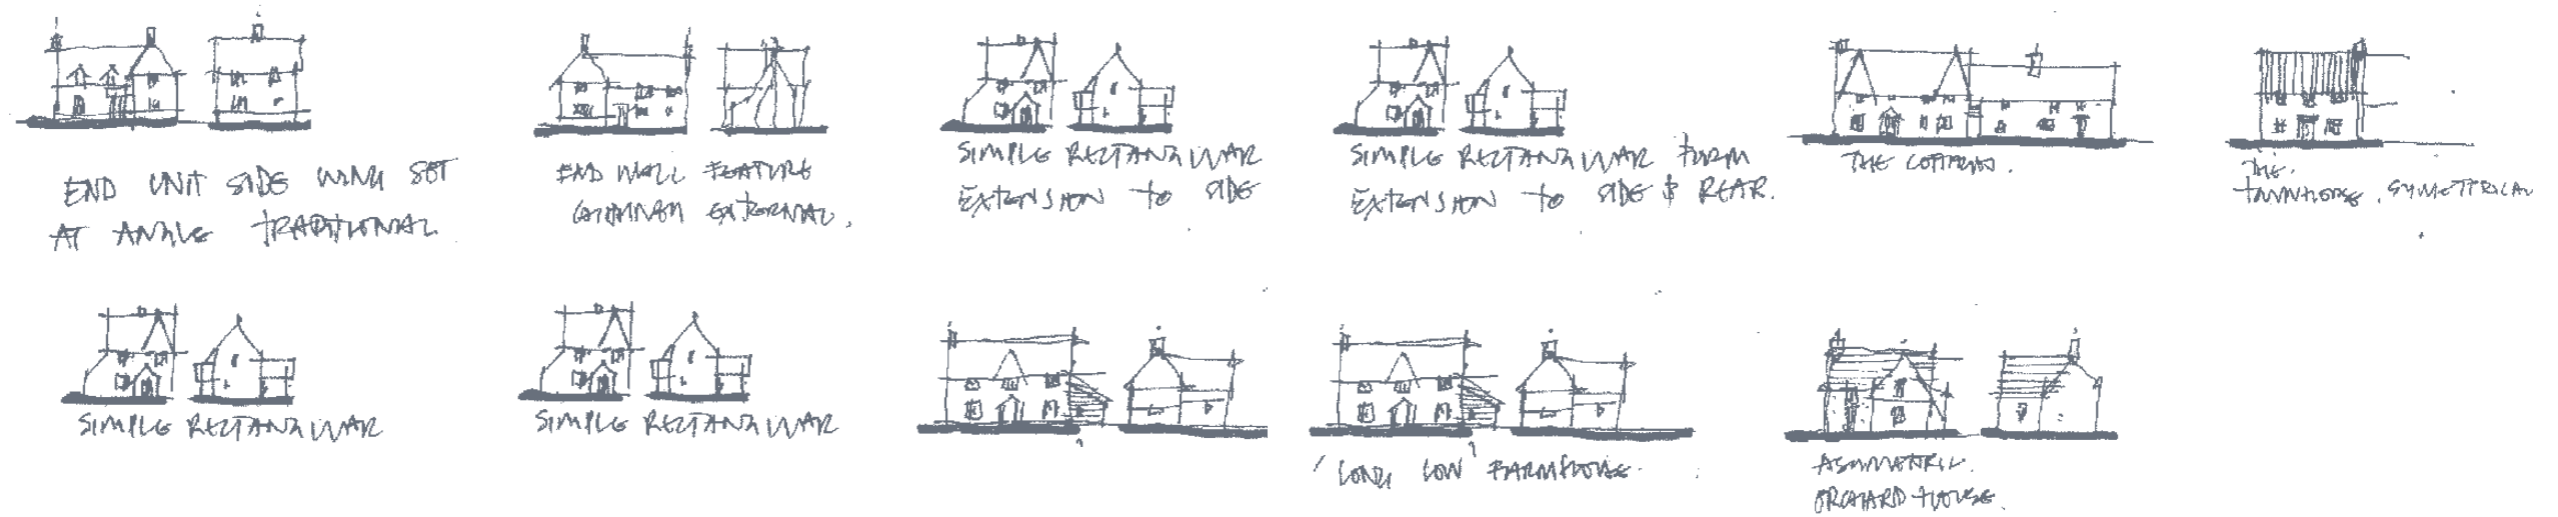 END UNIT SIDE WING SET
AT ANGLE TRADITIONAL
END WALL FEATURE
CHIMNEY EXTERNAL.
SIMPLE RECTANGULAR
EXTENSION TO SIDE
SIMPLE RECTANGULAR FORM
EXTENSION TO SIDE & REAR.
THE
THE
TOWNHOUSE. SYMETTRICAL
SIMPLE RECTANGULAR
SIMPLE RECTANGULAR
'LONG LOW' FARMHOUSE.
ASYMMETRIC
ORCHARD HOUSE.